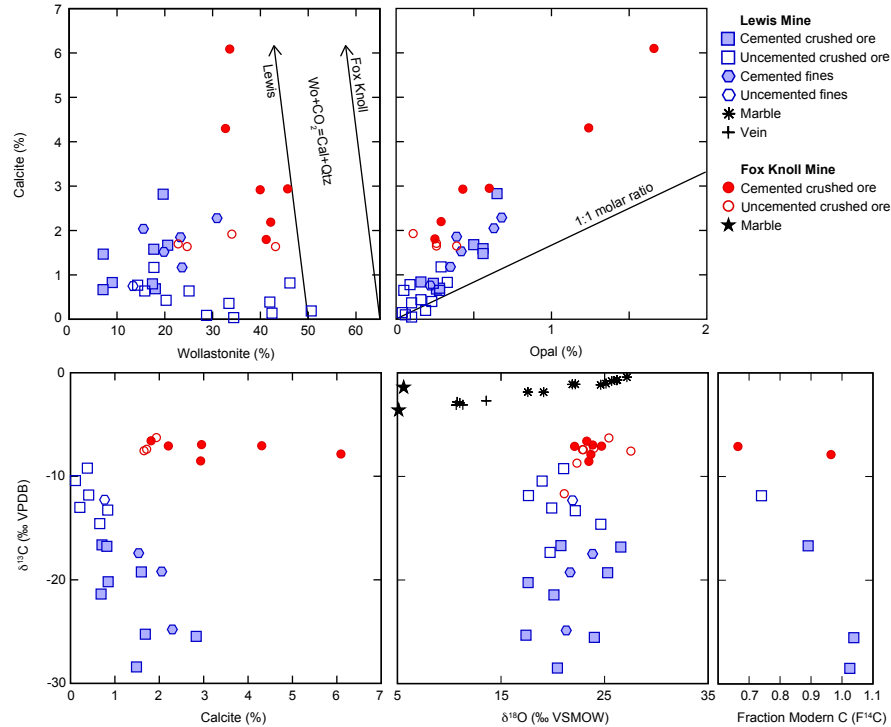 7
6
5
4
3
2
1
0
Calcite (%)
0
10
20
30
40
50
60
Wollastonite (%)
Lewis
Wo+CO2=Cal+Qtz
Fox Knoll
0
1
2
Opal (%)
1:1 molar ratio
Lewis Mine
Cemented crushed ore
Uncemented crushed ore
Cemented fines
Uncemented fines
Marble
Vein
Fox Knoll Mine
Cemented crushed ore
Uncemented crushed ore
Marble
0
-10
-20
-30
δ13C (‰ VPDB)
0
1
2
3
4
5
6
7
Calcite (%)
5
15
25
35
δ18O (‰ VSMOW)
0.7
0.8
0.9
1.0
1.1
Fraction Modern C (F14C)